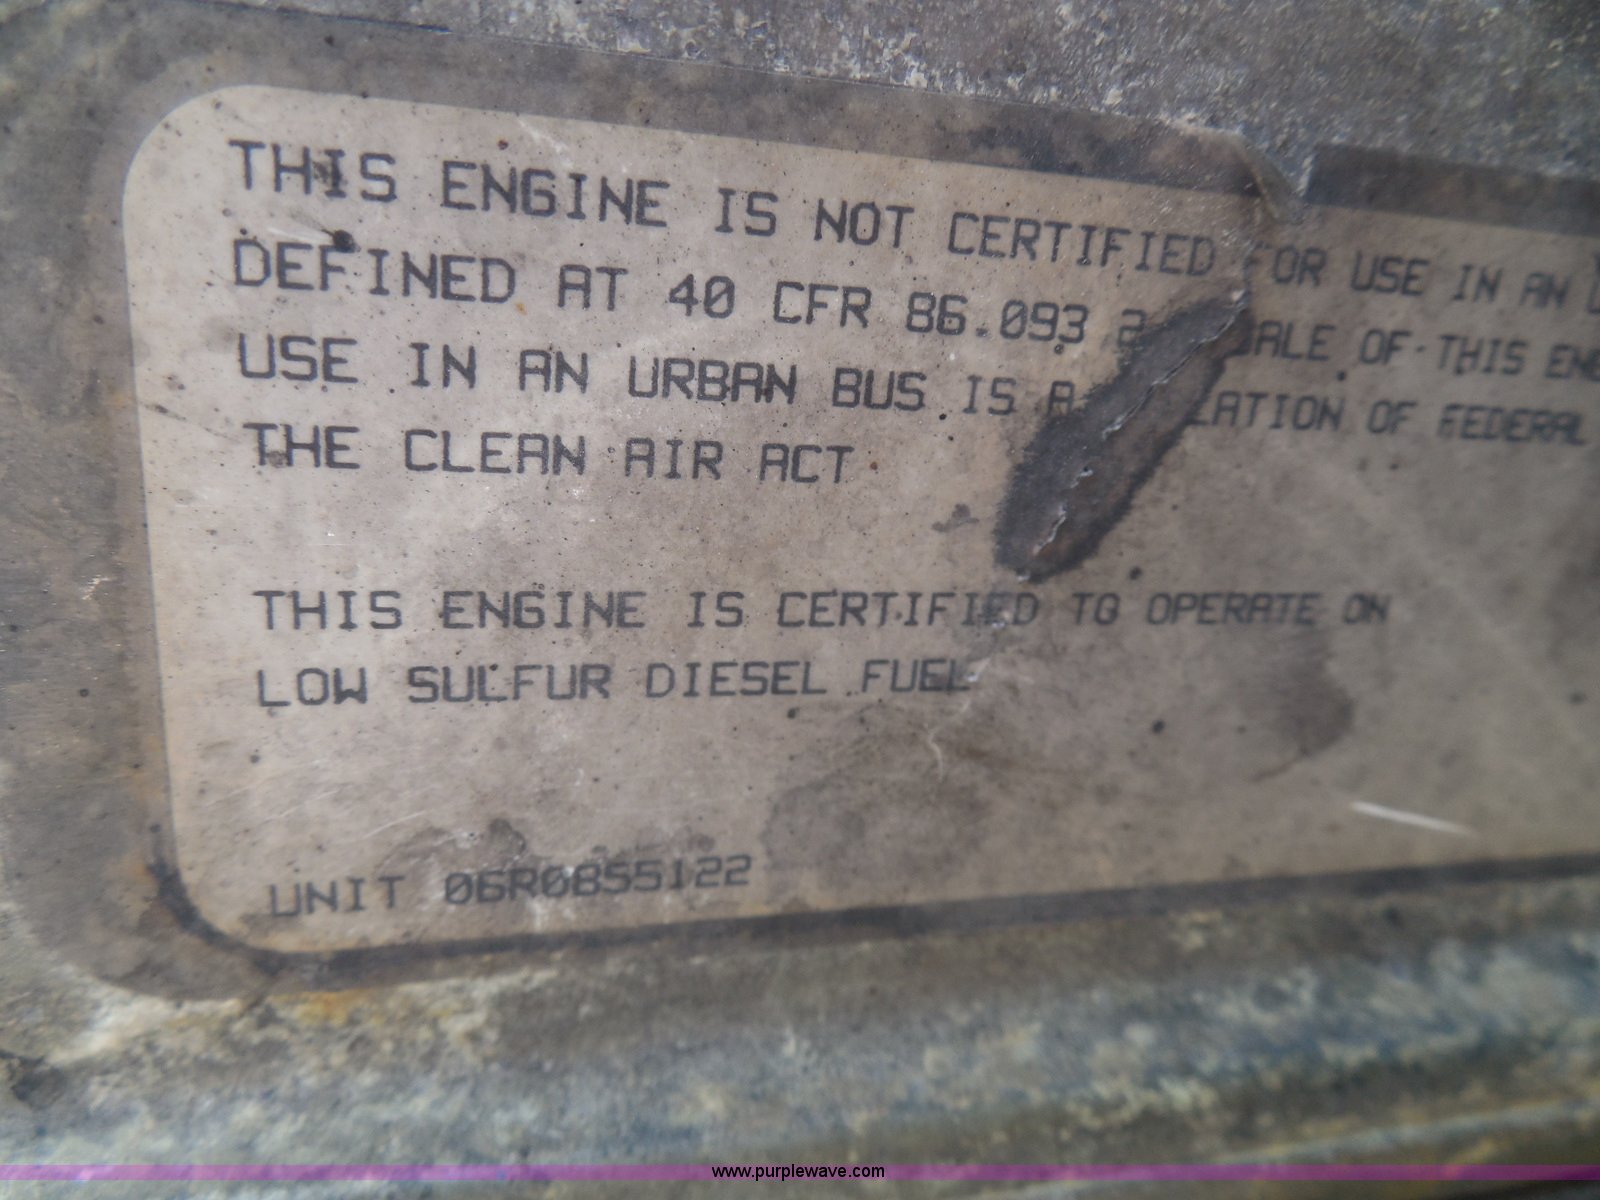 THIS ENGINE IS NOT CERTIFIED FOR USE IN AN
DEFINED AT 40 CFR 86.093 2 SALE OF THIS
USE IN AN URBAN BUS IS A OF FEDERAL
THE CLEAN AIR ACT
THIS ENGINE IS CERTIFIED TO OPERATE ON
LOW SULFUR DIESEL FUEL
UNIT 06R0855122
www.purplewave.com